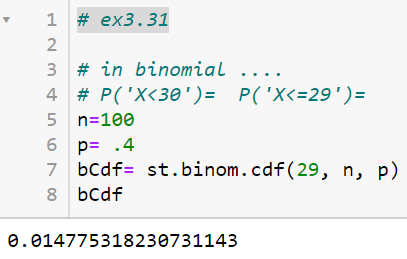 1 # ex3.31
2
3 # in binomial ....
4 # P('X<30')=  P('X<=29')=
5 n=100
6 p= .4
7 bCdf= st.binom.cdf(29, n, p)
8 bCdf
0.014775318230731143